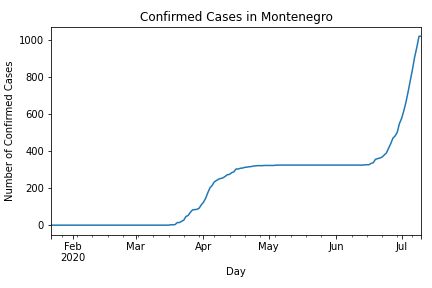 Confirmed Cases in Montenegro
Number of Confirmed Cases
1000
800
600
400
200
0
Feb
2020
Mar
Apr
May
Jun
Jul
Day